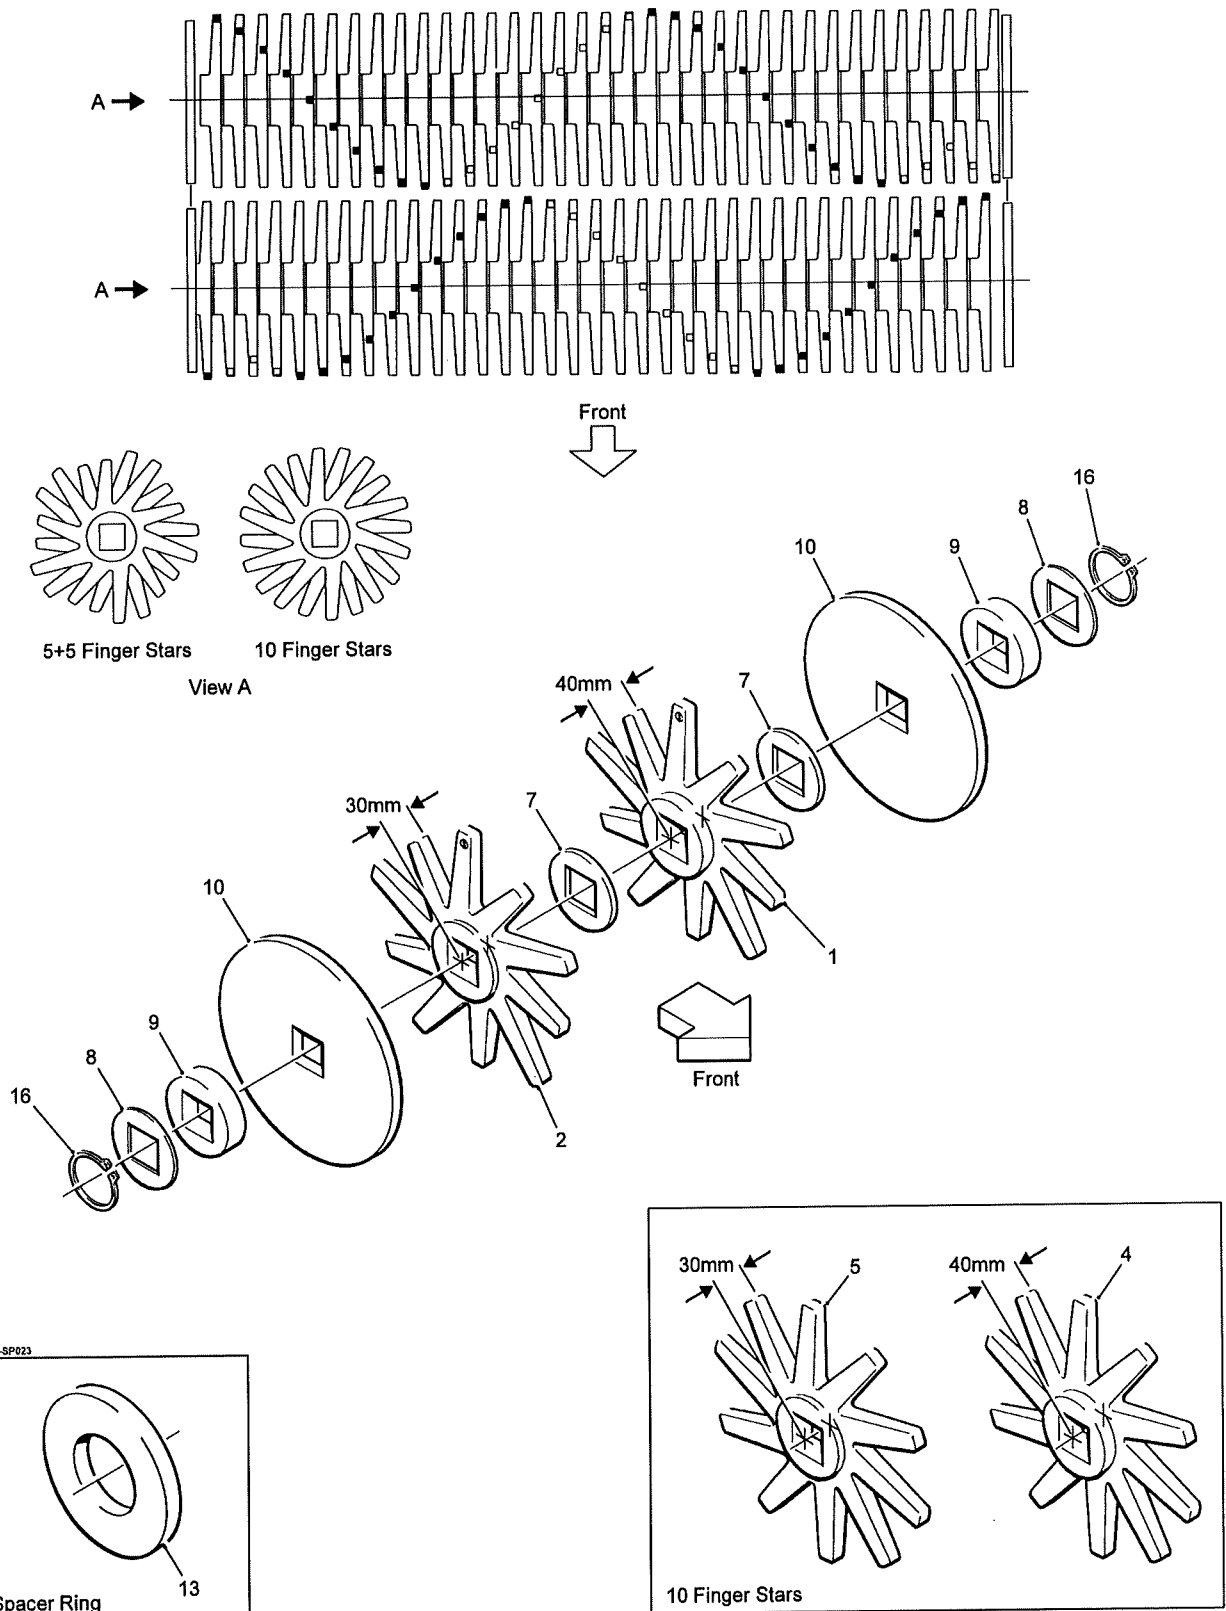 A
A
Front
5+5 Finger Stars
10 Finger Stars
View A
16
8
9
10
7
40mm
1
7
30mm
10
2
9
8
16
Front
30mm
5
40mm
4
10 Finger Stars
-SP023
13
Spacer Ring